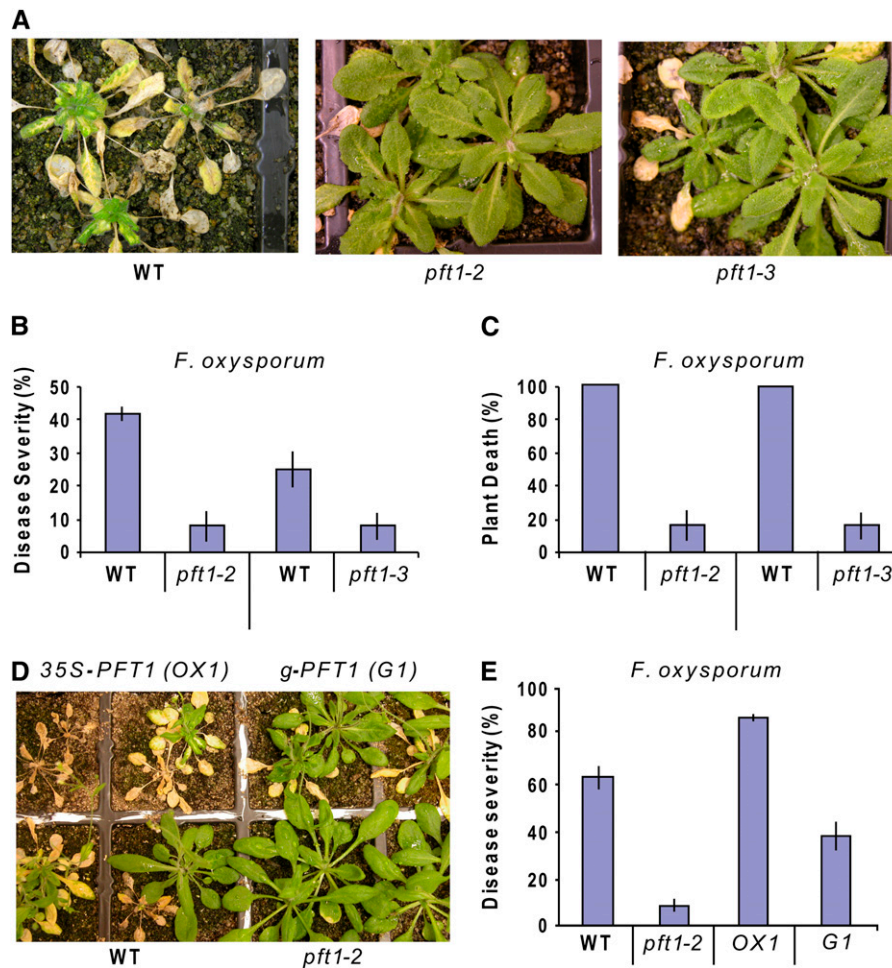 A
WT
pft1-2
pft1-3
B
F. oxysporum
Disease Severity (%)
50
40
30
20
10
0
WT
pft1-2
WT
pft1-3
C
F. oxysporum
Plant Death (%)
100
80
60
40
20
0
WT
pft1-2
WT
pft1-3
D
35S-PFT1 (OX1)
g-PFT1 (G1)
WT
pft1-2
E
F. oxysporum
Disease severity (%)
100
80
60
40
20
0
WT
pft1-2
OX1
G1